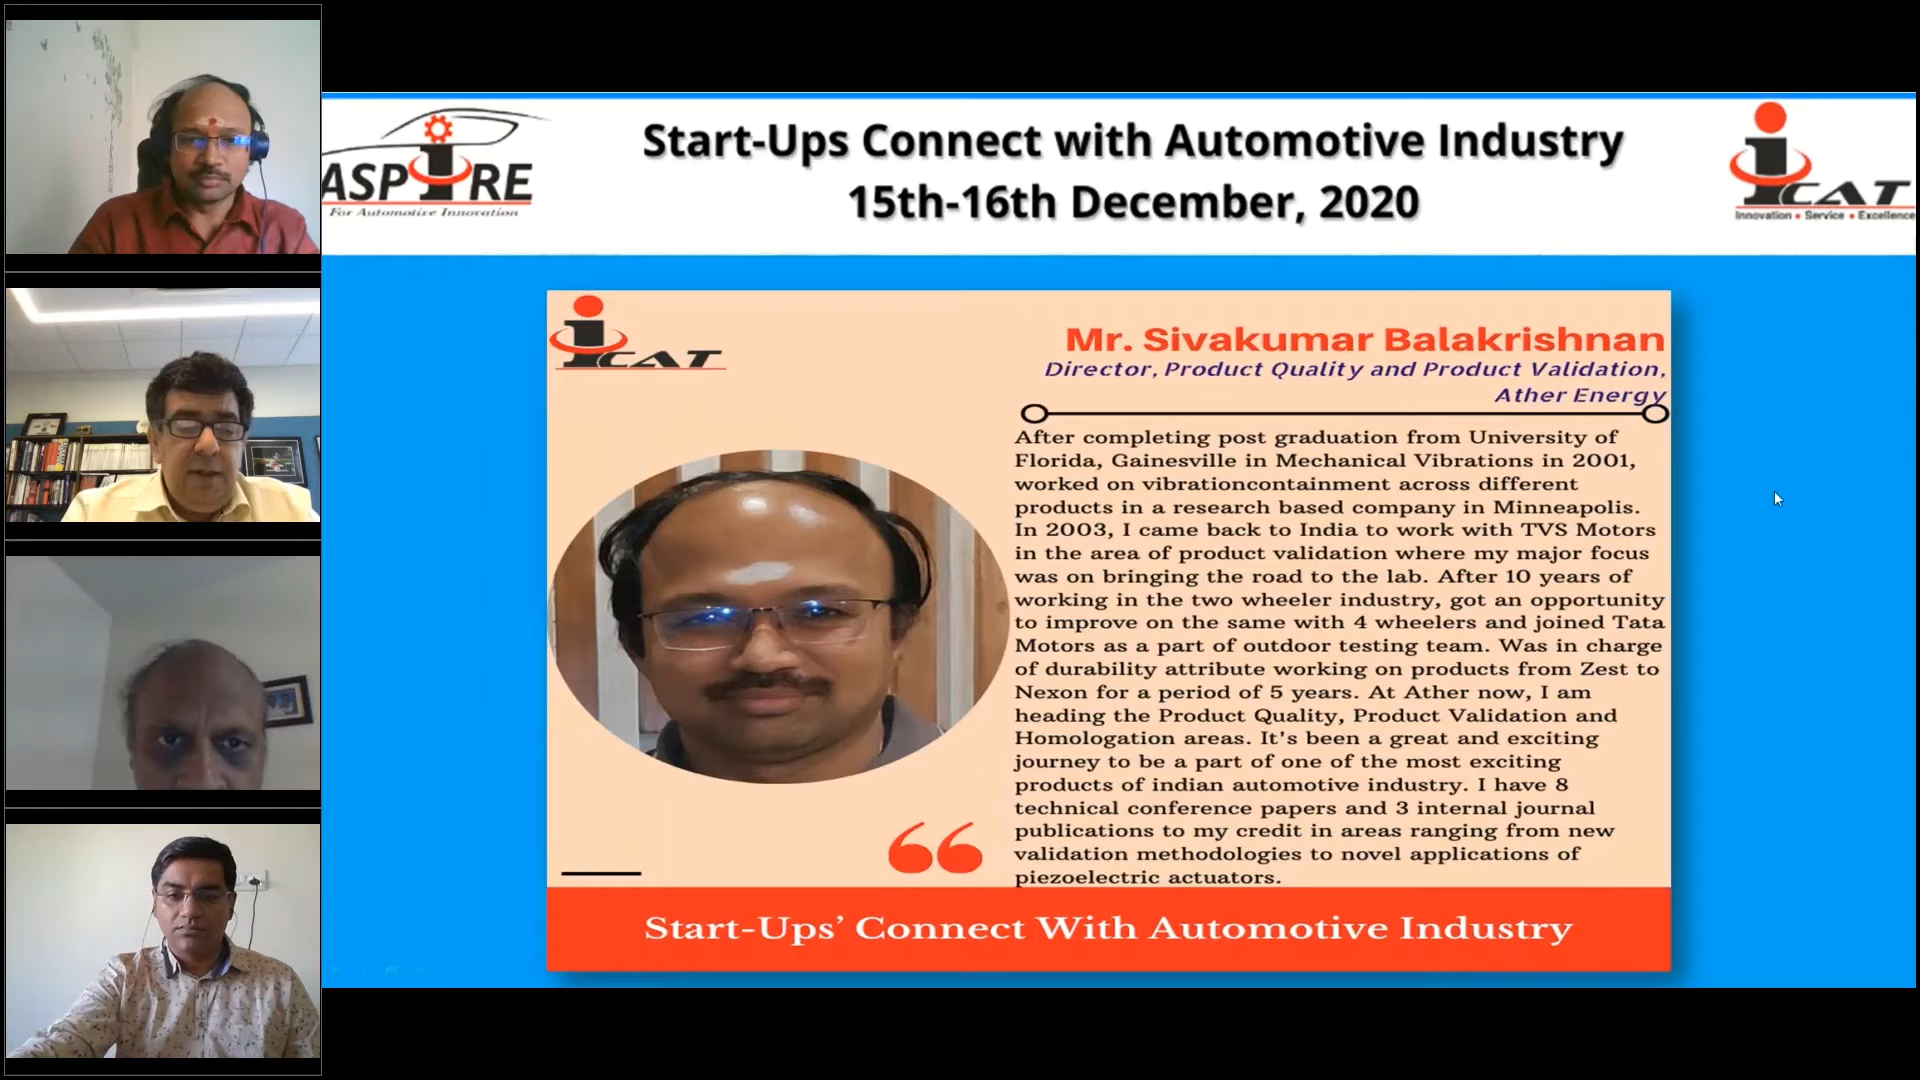 ASPIRE
For Automotive Innovation
Start-Ups Connect with Automotive Industry
15th-16th December, 2020
iCAT
Innovation • Service • Excellence
iCAT
Mr. Sivakumar Balakrishnan
Director, Product Quality and Product Validation,
Ather Energy
After completing post graduation from University of
Florida, Gainesville in Mechanical Vibrations in 2001,
worked on vibrationcontainment across different
products in a research based company in Minneapolis.
In 2003, I came back to India to work with TVS Motors
in the area of product validation where my major focus
was on bringing the road to the lab. After 10 years of
working in the two wheeler industry, got an opportunity
to improve on the same with 4 wheelers and joined Tata
Motors as a part of outdoor testing team. Was in charge
of durability attribute working on products from Zest to
Nexon for a period of 5 years. At Ather now, I am
heading the Product Quality, Product Validation and
Homologation areas. It's been a great and exciting
journey to be a part of one of the most exciting
products of indian automotive industry. I have 8
technical conference papers and 3 internal journal
publications to my credit in areas ranging from new
validation methodologies to novel applications of
piezoelectric actuators.
“
Start-Ups’ Connect With Automotive Industry